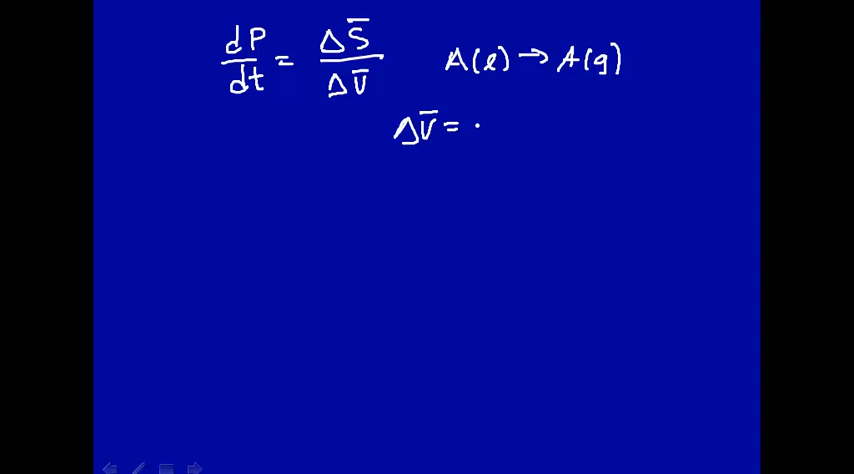 dP/dt = ΔS̅/ΔV̅   A(l) → A(g)
ΔV̅ =